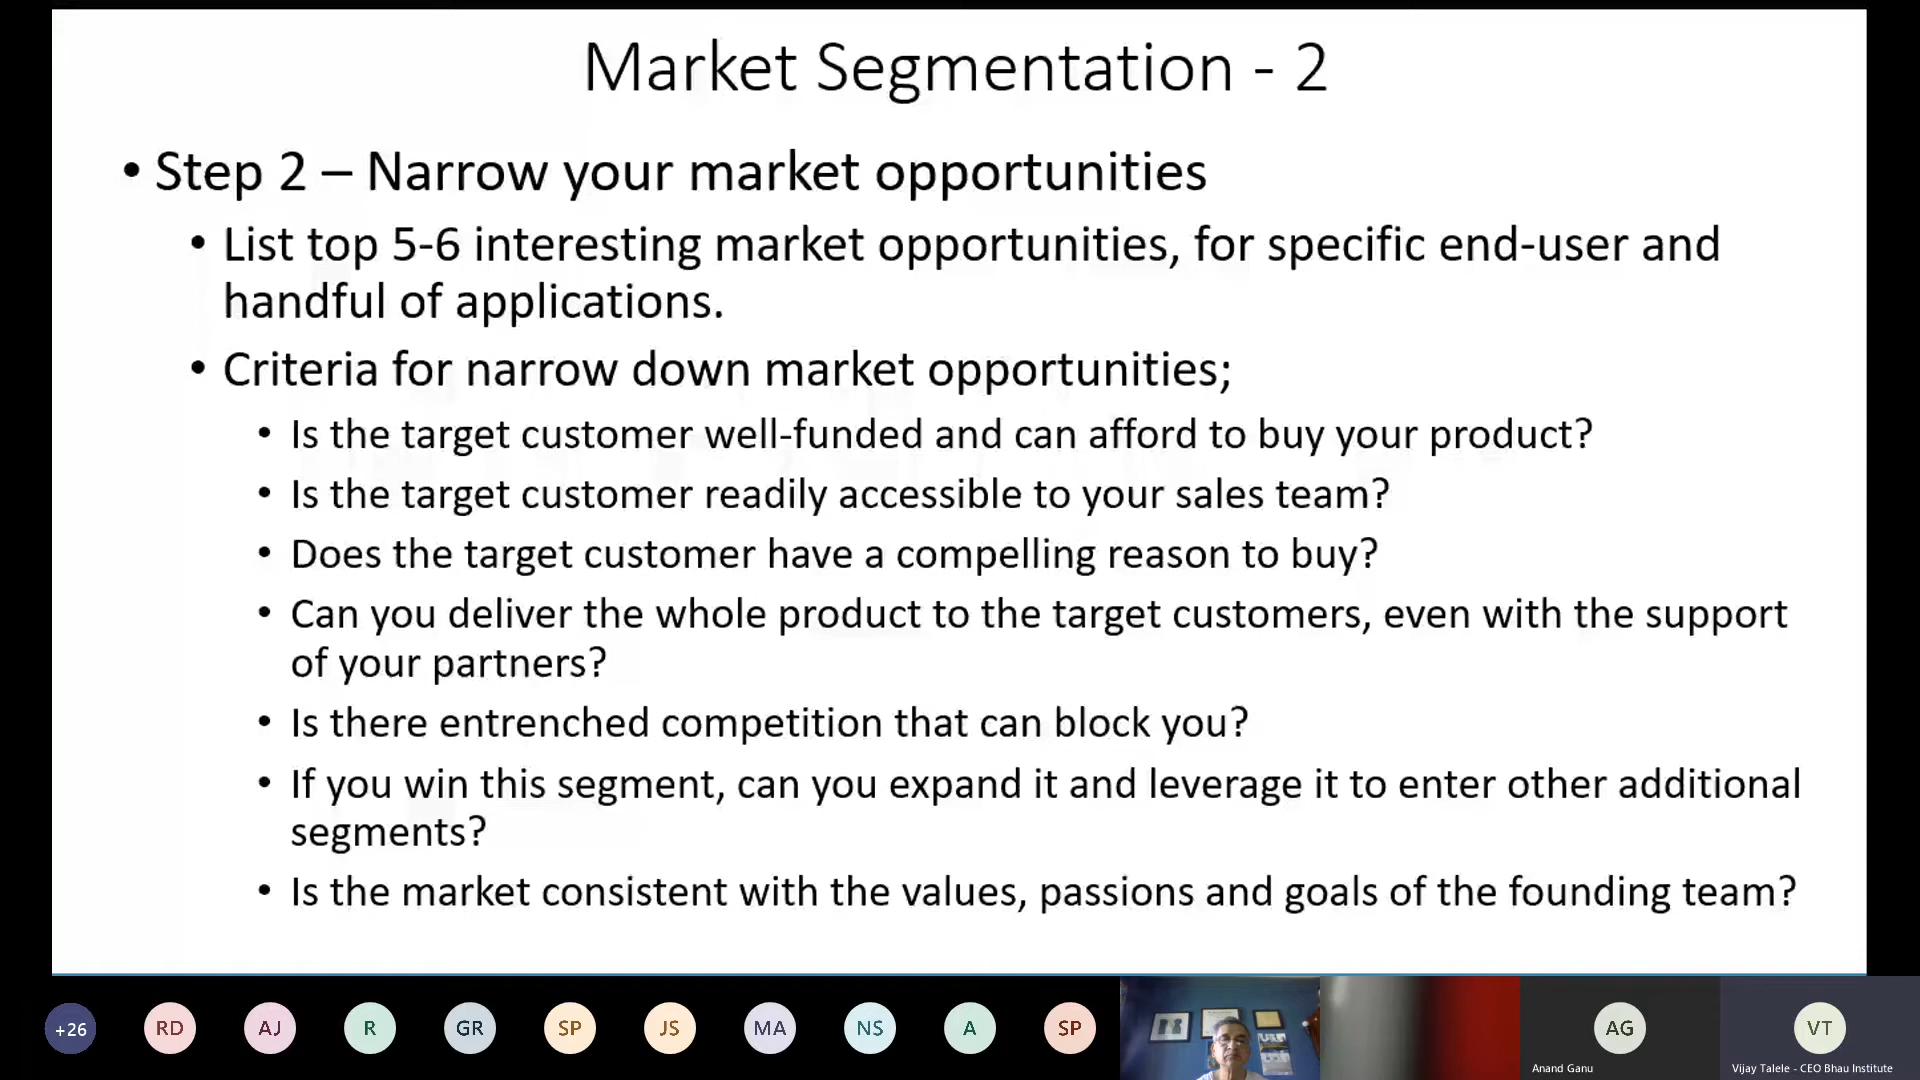 Market Segmentation - 2
• Step 2 – Narrow your market opportunities
• List top 5-6 interesting market opportunities, for specific end-user and
handful of applications.
• Criteria for narrow down market opportunities;
• Is the target customer well-funded and can afford to buy your product?
• Is the target customer readily accessible to your sales team?
• Does the target customer have a compelling reason to buy?
• Can you deliver the whole product to the target customers, even with the support
of your partners?
• Is there entrenched competition that can block you?
• If you win this segment, can you expand it and leverage it to enter other additional
segments?
• Is the market consistent with the values, passions and goals of the founding team?
+26 RD AJ R GR SP JS MA NS A SP AG VT
Anand Ganu Vijay Talele - CEO Bhau Institute